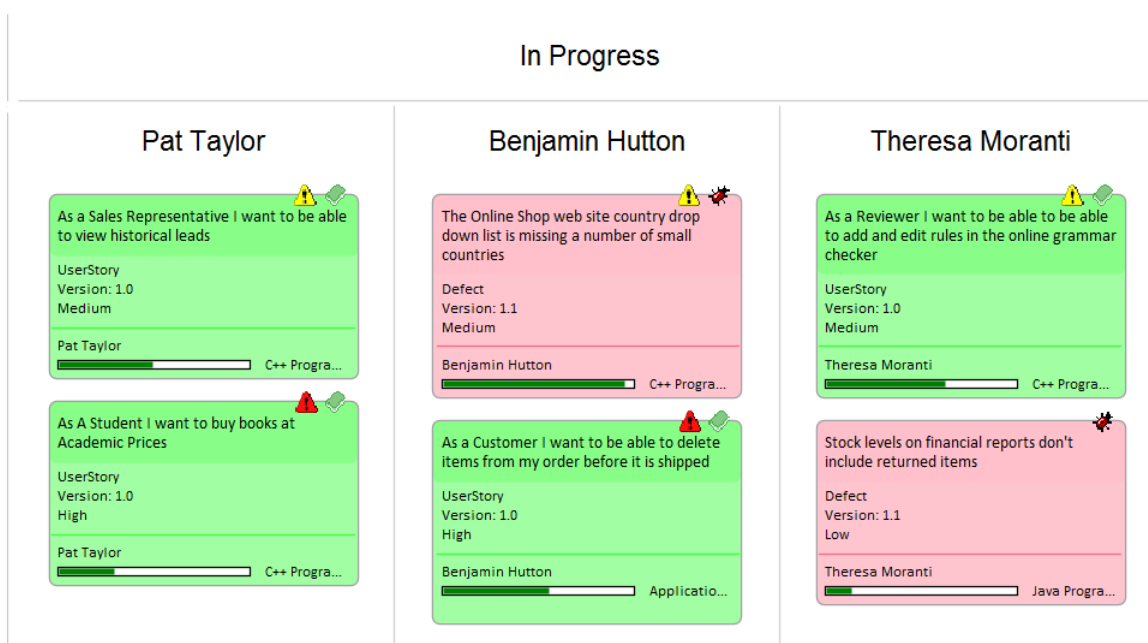 In Progress
Pat Taylor
As a Sales Representative I want to be able
to view historical leads
UserStory
Version: 1.0
Medium
Pat Taylor
C++ Progra...
As A Student I want to buy books at
Academic Prices
UserStory
Version: 1.0
High
Pat Taylor
C++ Progra...
Benjamin Hutton
The Online Shop web site country drop
down list is missing a number of small
countries
Defect
Version: 1.1
Medium
Benjamin Hutton
C++ Progra...
As a Customer I want to be able to delete
items from my order before it is shipped
UserStory
Version: 1.0
High
Benjamin Hutton
Applicatio...
Theresa Moranti
As a Reviewer I want to be able to be able
to add and edit rules in the online grammar
checker
UserStory
Version: 1.0
Medium
Theresa Moranti
C++ Progra...
Stock levels on financial reports don't
include returned items
Defect
Version: 1.1
Low
Theresa Moranti
Java Progra...